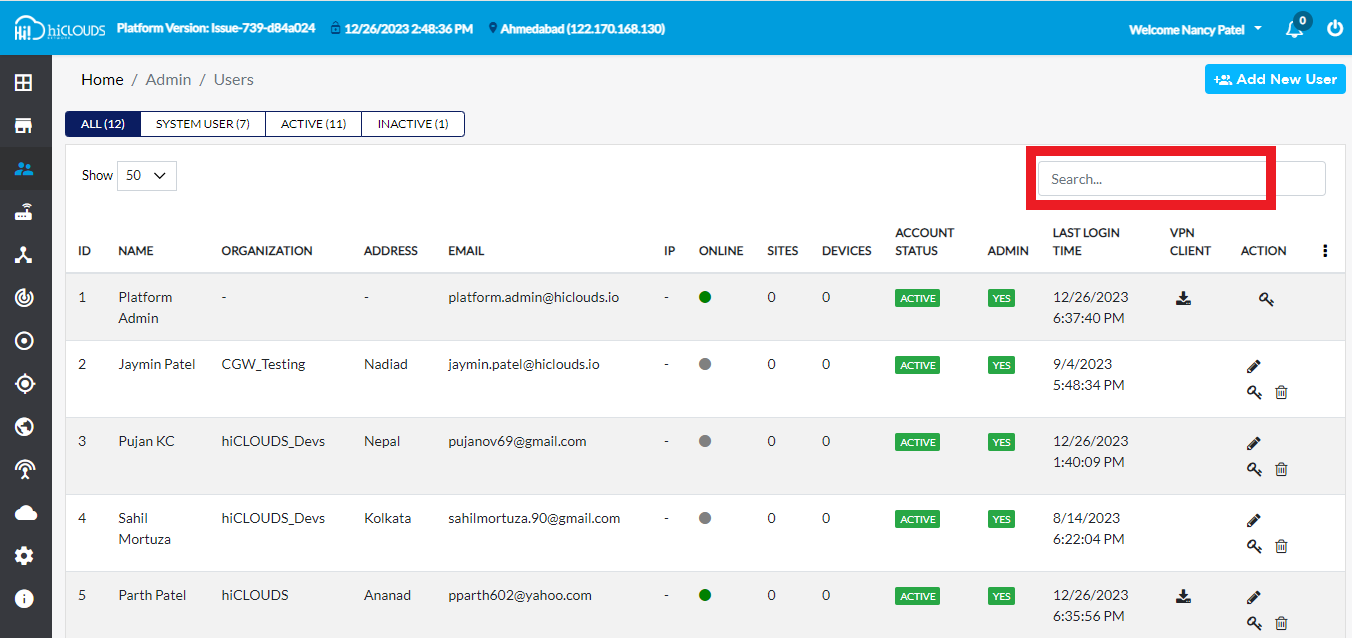 Hi! hiCLOUDS Platform Version: Issue-739-d84a024 12/26/2023 2:48:36 PM Ahmedabad (122.170.168.130) Welcome Nancy Patel 0
NETWORK
Home / Admin / Users Add New User
ALL (12) SYSTEM USER (7) ACTIVE (11) INACTIVE (1)
Show 50 Search...
ID NAME ORGANIZATION ADDRESS EMAIL IP ONLINE SITES DEVICES ACCOUNT STATUS ADMIN LAST LOGIN TIME VPN CLIENT ACTION
1 Platform Admin - - platform.admin@hiclouds.io - 0 0 ACTIVE YES 12/26/2023 6:37:40 PM
2 Jaymin Patel CGW_Testing Nadiad jaymin.patel@hiclouds.io - 0 0 ACTIVE YES 9/4/2023 5:48:34 PM
3 Pujan KC hiCLOUDS_Devs Nepal pujanov69@gmail.com - 0 0 ACTIVE YES 12/26/2023 1:40:09 PM
4 Sahil Mortuza hiCLOUDS_Devs Kolkata sahilmortuza.90@gmail.com - 0 0 ACTIVE YES 8/14/2023 6:22:04 PM
5 Parth Patel hiCLOUDS Ananad pparth602@yahoo.com - 0 0 ACTIVE YES 12/26/2023 6:35:56 PM